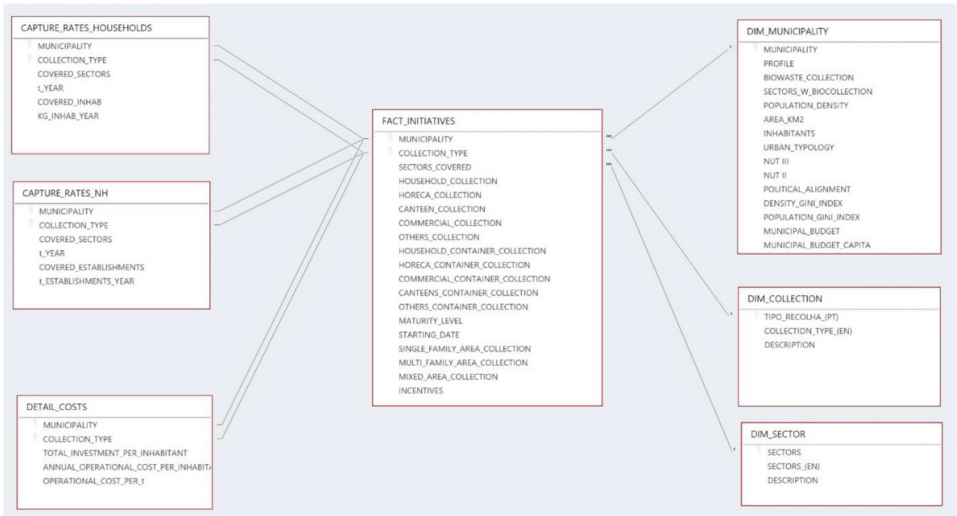 CAPTURE_RATES_HOUSEHOLDS
MUNICIPALITY
COLLECTION_TYPE
COVERED_SECTORS
t_YEAR
COVERED_INHAB
KG_INHAB_YEAR
CAPTURE_RATES_NH
MUNICIPALITY
COLLECTION_TYPE
COVERED_SECTORS
t_YEAR
COVERED_ESTABLISHMENTS
t_ESTABLISHMENTS_YEAR
DETAIL_COSTS
MUNICIPALITY
COLLECTION_TYPE
TOTAL_INVESTMENT_PER_INHABITANT
ANNUAL_OPERATIONAL_COST_PER_INHABITA
OPERATIONAL_COST_PER_t
FACT_INITIATIVES
MUNICIPALITY
COLLECTION_TYPE
SECTORS_COVERED
HOUSEHOLD_COLLECTION
HORECA_COLLECTION
CANTEEN_COLLECTION
COMMERCIAL_COLLECTION
OTHERS_COLLECTION
HOUSEHOLD_CONTAINER_COLLECTION
HORECA_CONTAINER_COLLECTION
COMMERCIAL_CONTAINER_COLLECTION
CANTEENS_CONTAINER_COLLECTION
OTHERS_CONTAINER_COLLECTION
MATURITY_LEVEL
STARTING_DATE
SINGLE_FAMILY_AREA_COLLECTION
MULTI_FAMILY_AREA_COLLECTION
MIXED_AREA_COLLECTION
INCENTIVES
DIM_MUNICIPALITY
MUNICIPALITY
PROFILE
BIOWASTE_COLLECTION
SECTORS_W_BIOCOLLECTION
POPULATION_DENSITY
AREA_KM2
INHABITANTS
URBAN_TYPOLOGY
NUT III
NUT II
POLITICAL_ALIGNMENT
DENSITY_GINI_INDEX
POPULATION_GINI_INDEX
MUNICIPAL_BUDGET
MUNICIPAL_BUDGET_CAPITA
DIM_COLLECTION
TIPO_RECOLHA_(PT)
COLLECTION_TYPE_(EN)
DESCRIPTION
DIM_SECTOR
SECTORS
SECTORS_(EN)
DESCRIPTION